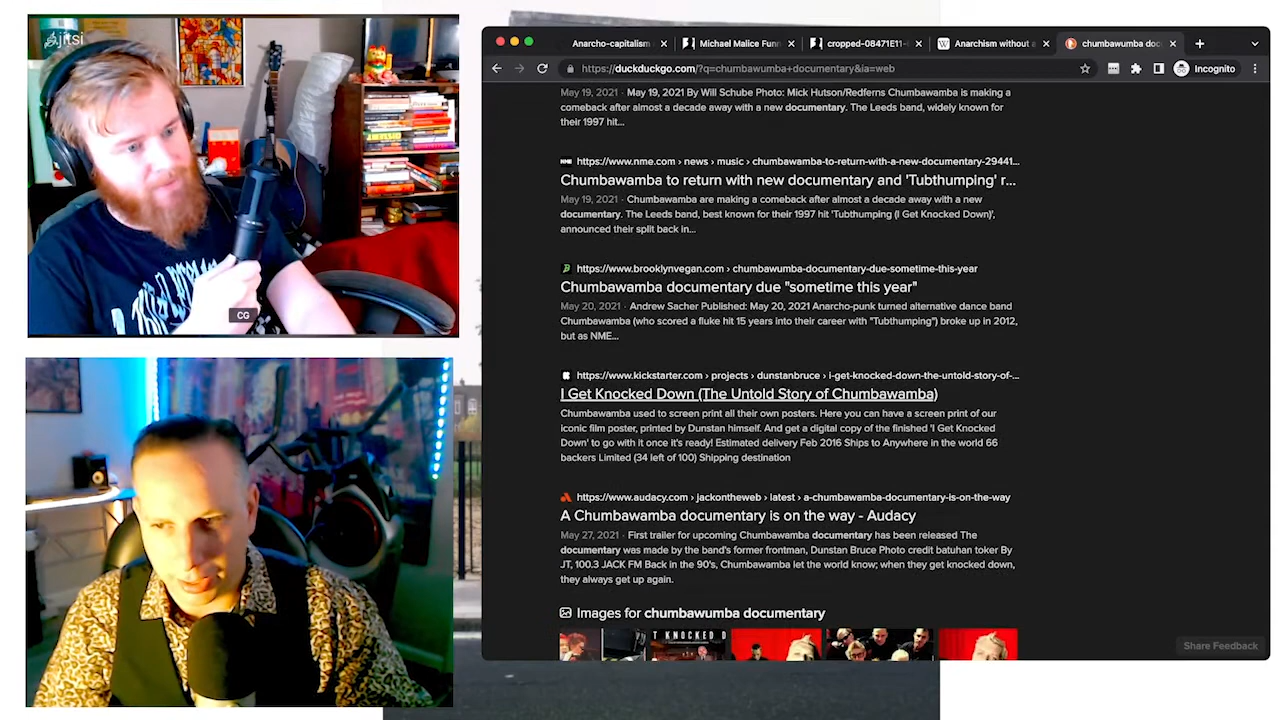 jitsi
CG
Anarcho-capitalism
Michael Malice Funn
cropped-08471E11-
Anarchism without a
chumbawumba doc
https://duckduckgo.com/?q=chumbawumba+documentary&ia=web
Incognito
May 19, 2021 · May 19, 2021 By Will Schube Photo: Mick Hutson/Redferns Chumbawamba is making a
comeback after almost a decade away with a new documentary. The Leeds band, widely known for
their 1997 hit...
https://www.nme.com › news › music › chumbawamba-to-return-with-a-new-documentary-29441...
Chumbawamba to return with new documentary and 'Tubthumping' r...
May 19, 2021 · Chumbawamba are making a comeback after almost a decade away with a new
documentary. The Leeds band, best known for their 1997 hit 'Tubthumping (I Get Knocked Down)',
announced their split back in...
https://www.brooklynvegan.com › chumbawumba-documentary-due-sometime-this-year
Chumbawamba documentary due "sometime this year"
May 20, 2021 · Andrew Sacher Published: May 20, 2021 Anarcho-punk turned alternative dance band
Chumbawamba (who scored a fluke hit 15 years into their career with "Tubthumping") broke up in 2012,
but as NME...
https://www.kickstarter.com › projects › dunstanbruce › i-get-knocked-down-the-untold-story-of-...
I Get Knocked Down (The Untold Story of Chumbawamba)
Chumbawamba used to screen print all their own posters. Here you can have a screen print of our
iconic film poster, printed by Dunstan himself. And get a digital copy of the finished 'I Get Knocked
Down' to go with it once it's ready! Estimated delivery Feb 2016 Ships to Anywhere in the world 66
backers Limited (34 left of 100) Shipping destination
https://www.audacy.com › jackontheweb › latest › a-chumbawamba-documentary-is-on-the-way
A Chumbawamba documentary is on the way - Audacy
May 27, 2021 · First trailer for upcoming Chumbawamba documentary has been released The
documentary was made by the band's former frontman, Dunstan Bruce Photo credit batuhan toker By
JT, 100.3 JACK FM Back in the 90's, Chumbawamba let the world know; when they get knocked down,
they always get up again.
Images for chumbawumba documentary
T KNOCKED D
Share Feedback